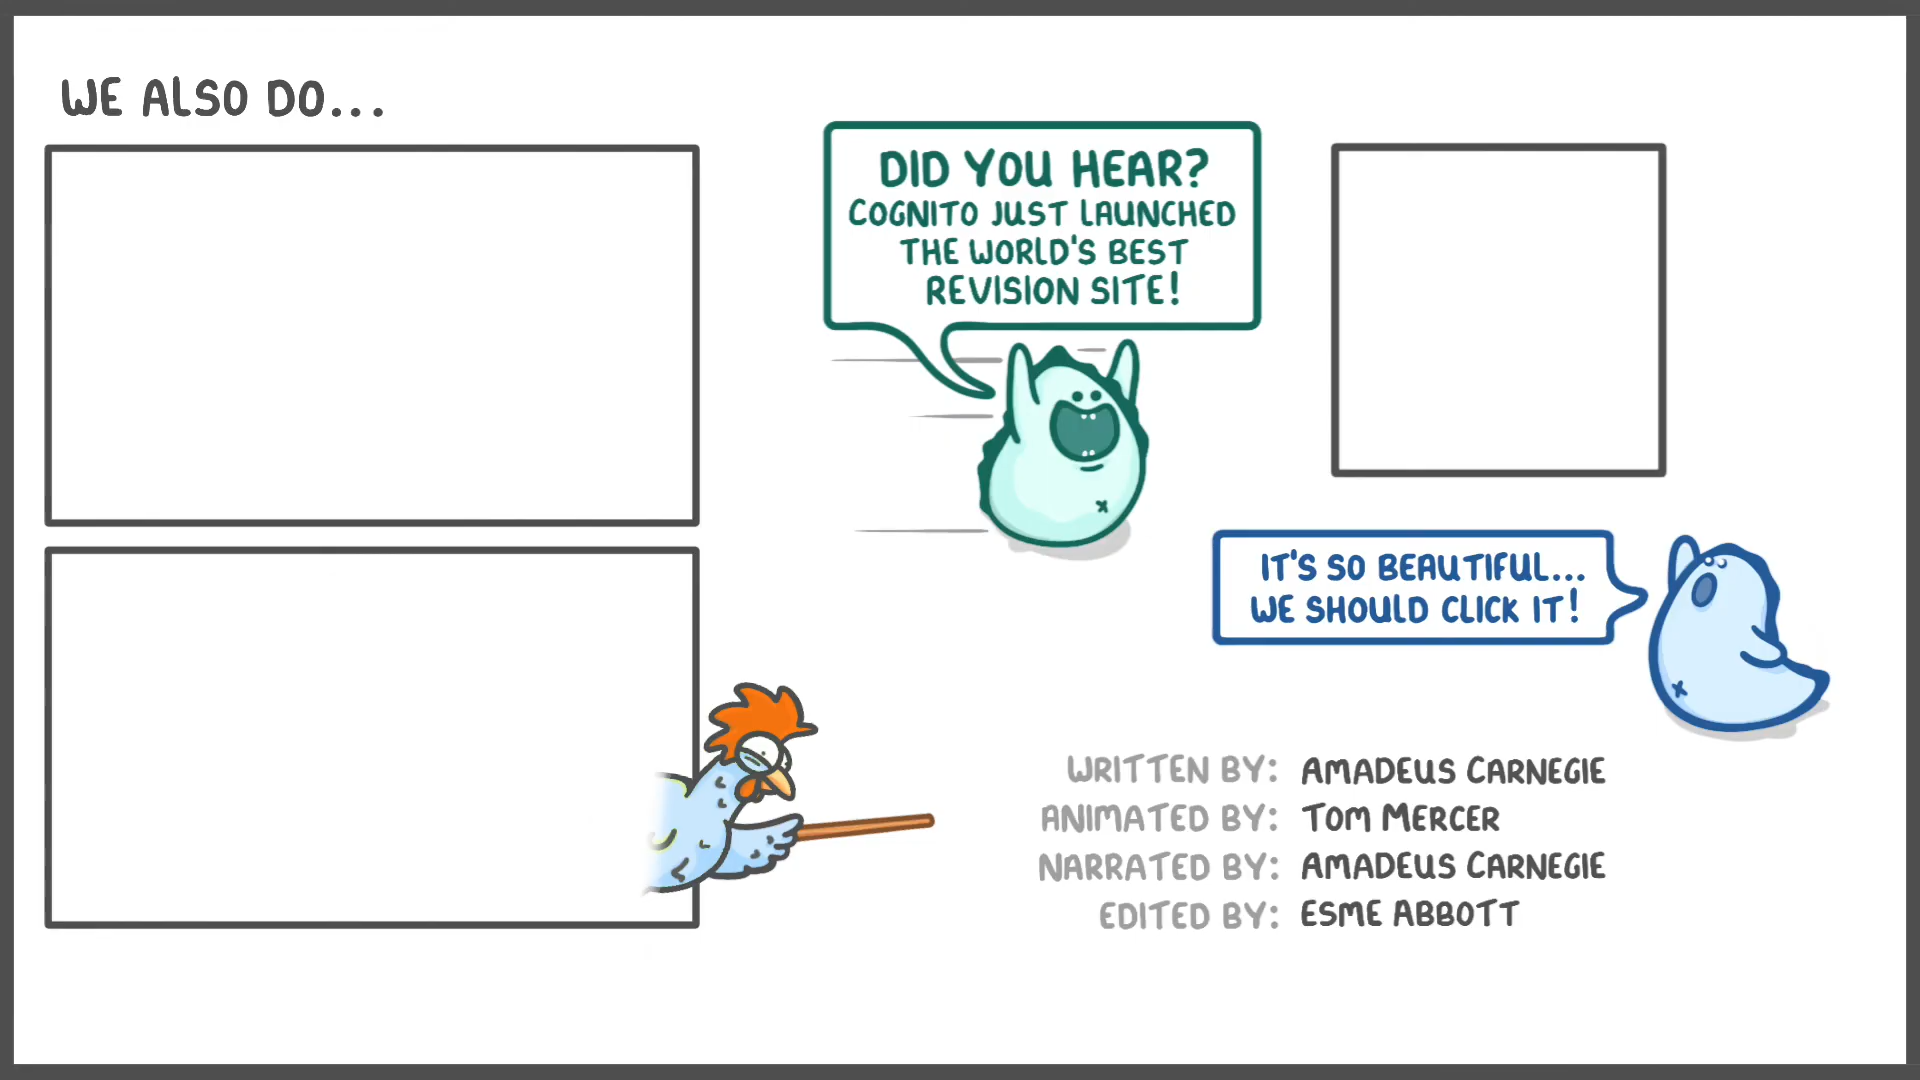 WE ALSO DO...
DID YOU HEAR?
COGNITO JUST LAUNCHED
THE WORLD'S BEST
REVISION SITE!
IT'S SO BEAUTIFUL...
WE SHOULD CLICK IT!
WRITTEN BY: AMADEUS CARNEGIE
ANIMATED BY: TOM MERCER
NARRATED BY: AMADEUS CARNEGIE
EDITED BY: ESME ABBOTT